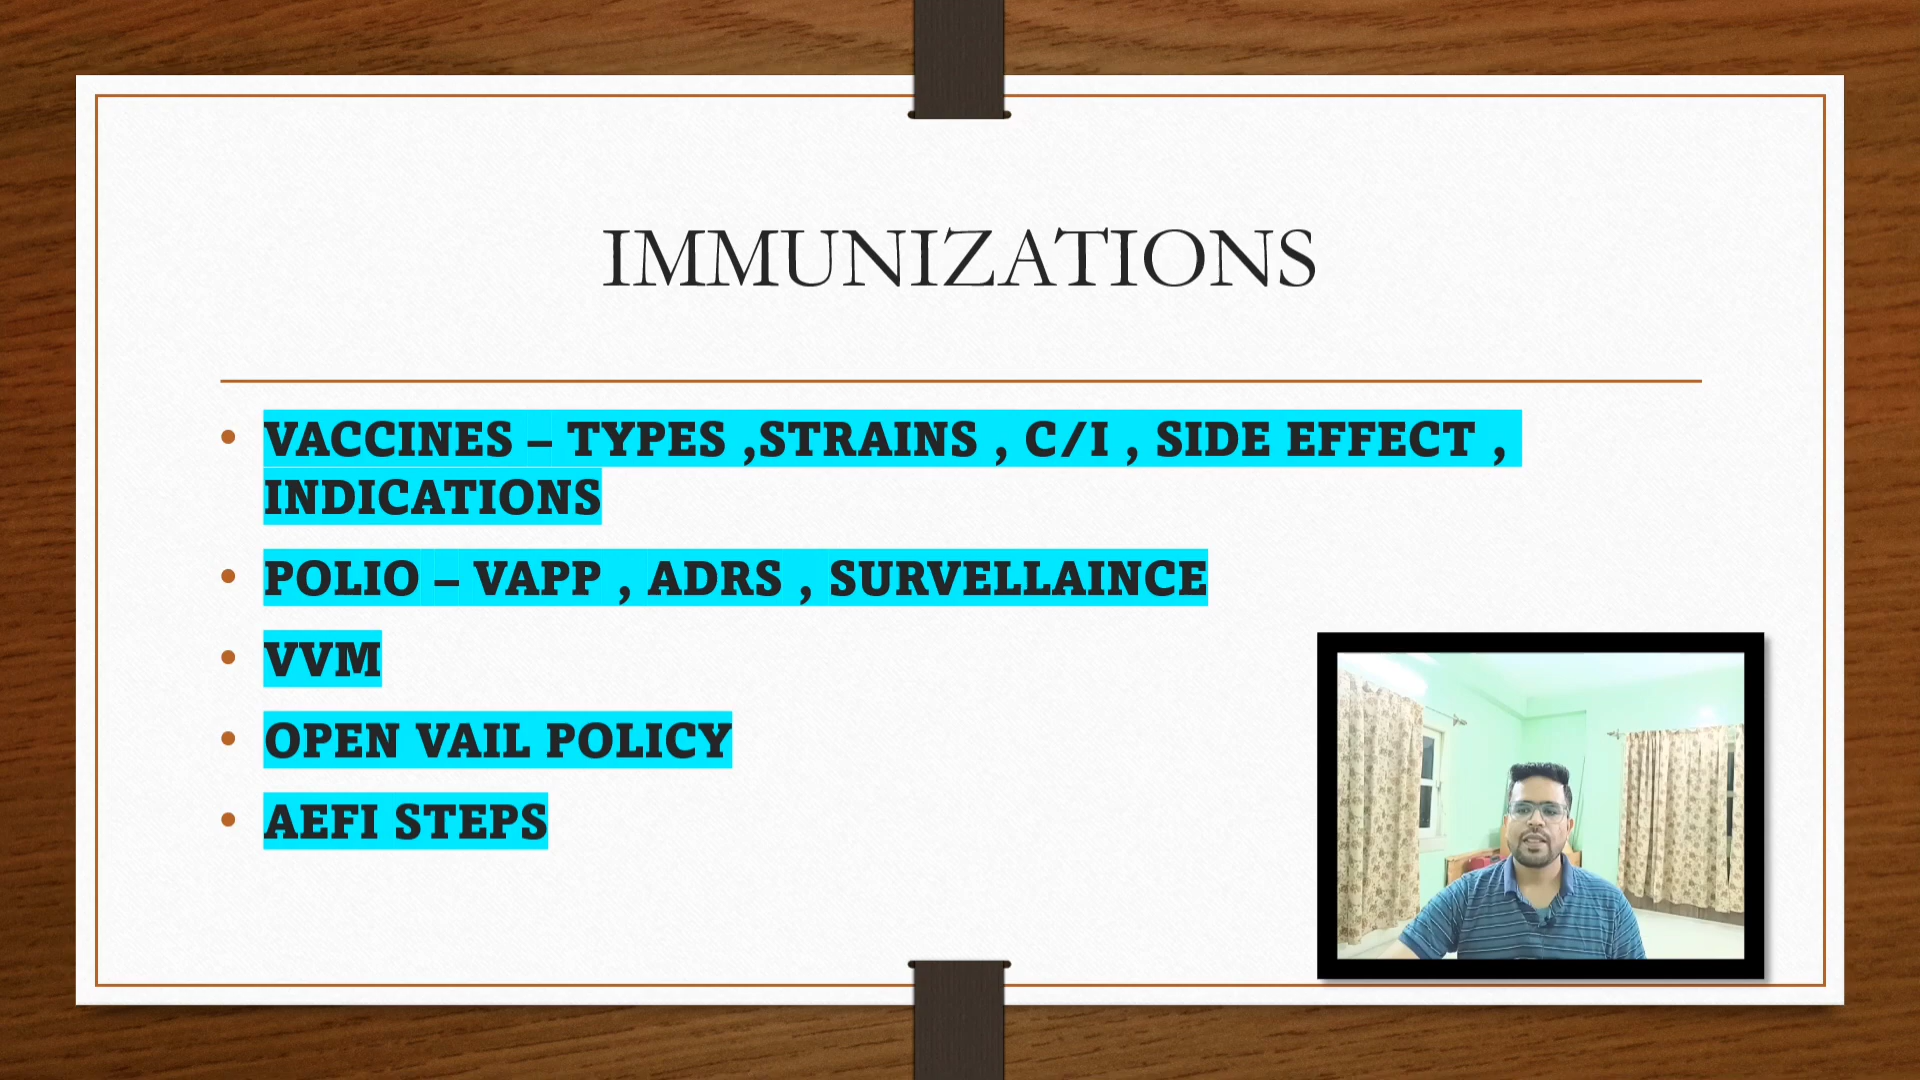 IMMUNIZATIONS
• VACCINES – TYPES ,STRAINS , C/I , SIDE EFFECT ,
INDICATIONS
• POLIO – VAPP , ADRS , SURVELLAINCE
• VVM
• OPEN VAIL POLICY
• AEFI STEPS